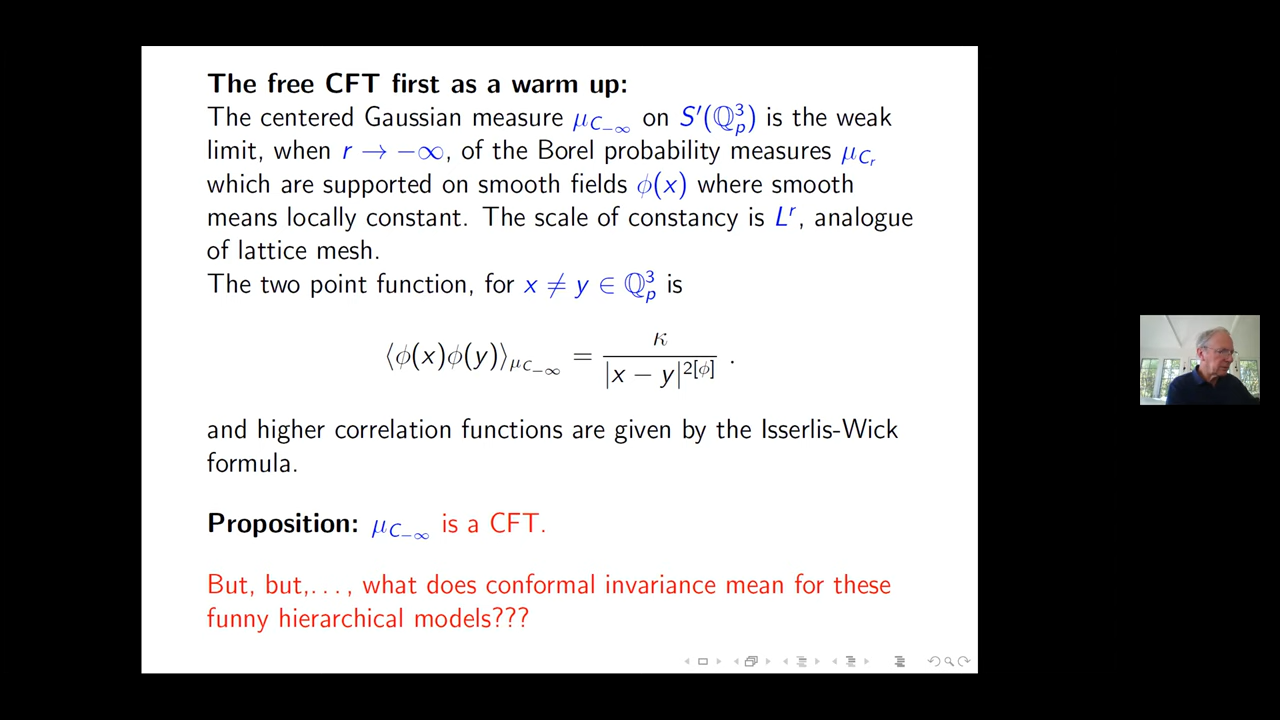 The free CFT first as a warm up:
The centered Gaussian measure μ_{C_{−∞}} on S′(ℚ_p^3) is the weak
limit, when r → −∞, of the Borel probability measures μ_{C_r}
which are supported on smooth fields ϕ(x) where smooth
means locally constant. The scale of constancy is L^r, analogue
of lattice mesh.
The two point function, for x ≠ y ∈ ℚ_p^3 is
⟨ϕ(x)ϕ(y)⟩_{μ_{C_{−∞}}} = κ / |x − y|^{2[ϕ]} .
and higher correlation functions are given by the Isserlis-Wick
formula.
Proposition: μ_{C_{−∞}} is a CFT.
But, but,. . . , what does conformal invariance mean for these
funny hierarchical models???